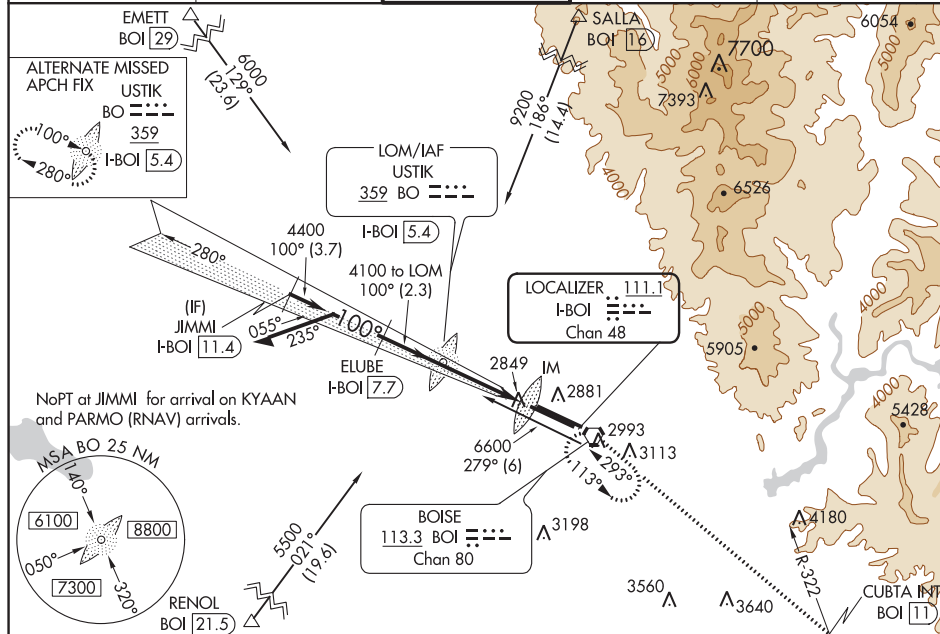 EMETT
BOI 29
6000
129°
(23.6)
SALLA
BOI 16
9200
186°
(14.4)
5000
6000
7700
7393
6054
5000
4000
6526
ALTERNATE MISSED
APCH FIX
USTIK
BO
359
I-BOI 5.4
100°
280°
LOM/IAF
USTIK
359 BO
I-BOI 5.4
280°
4400
100° (3.7)
4100 to LOM
100° (2.3)
(IF)
JIMMI
I-BOI 11.4
055°
235°
100°
ELUBE
I-BOI 7.7
LOCALIZER 111.1
I-BOI
Chan 48
4000
5000
5905
4000
5428
2849
IM
2881
2993
3113
6600
279° (6)
293°
113°
NoPT at JIMMI for arrival on KYAAN
and PARMO (RNAV) arrivals.
MSA BO 25 NM
140°
6100
8800
050°
7300
320°
5500
021°
(19.6)
RENOL
BOI 21.5
BOISE
113.3 BOI
Chan 80
3198
3560
3640
4180
R-322
CUBTA INT
BOI 11